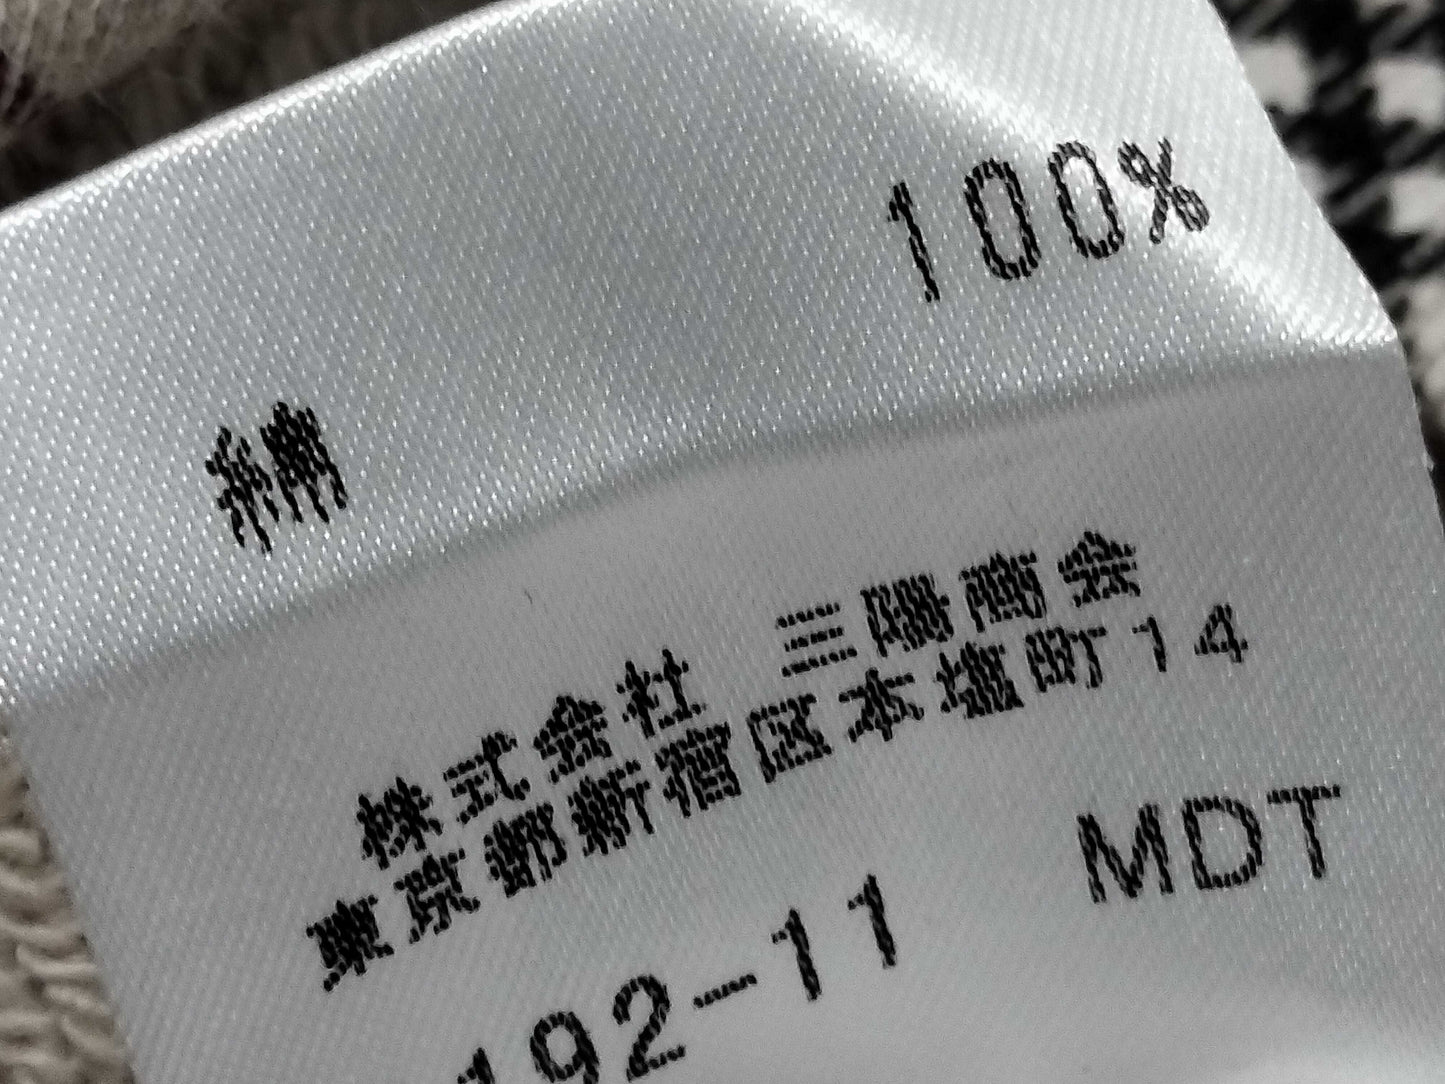 綿 100%
株式会社 三陽商会
東京都新宿区本塩町14
192-11 MDT